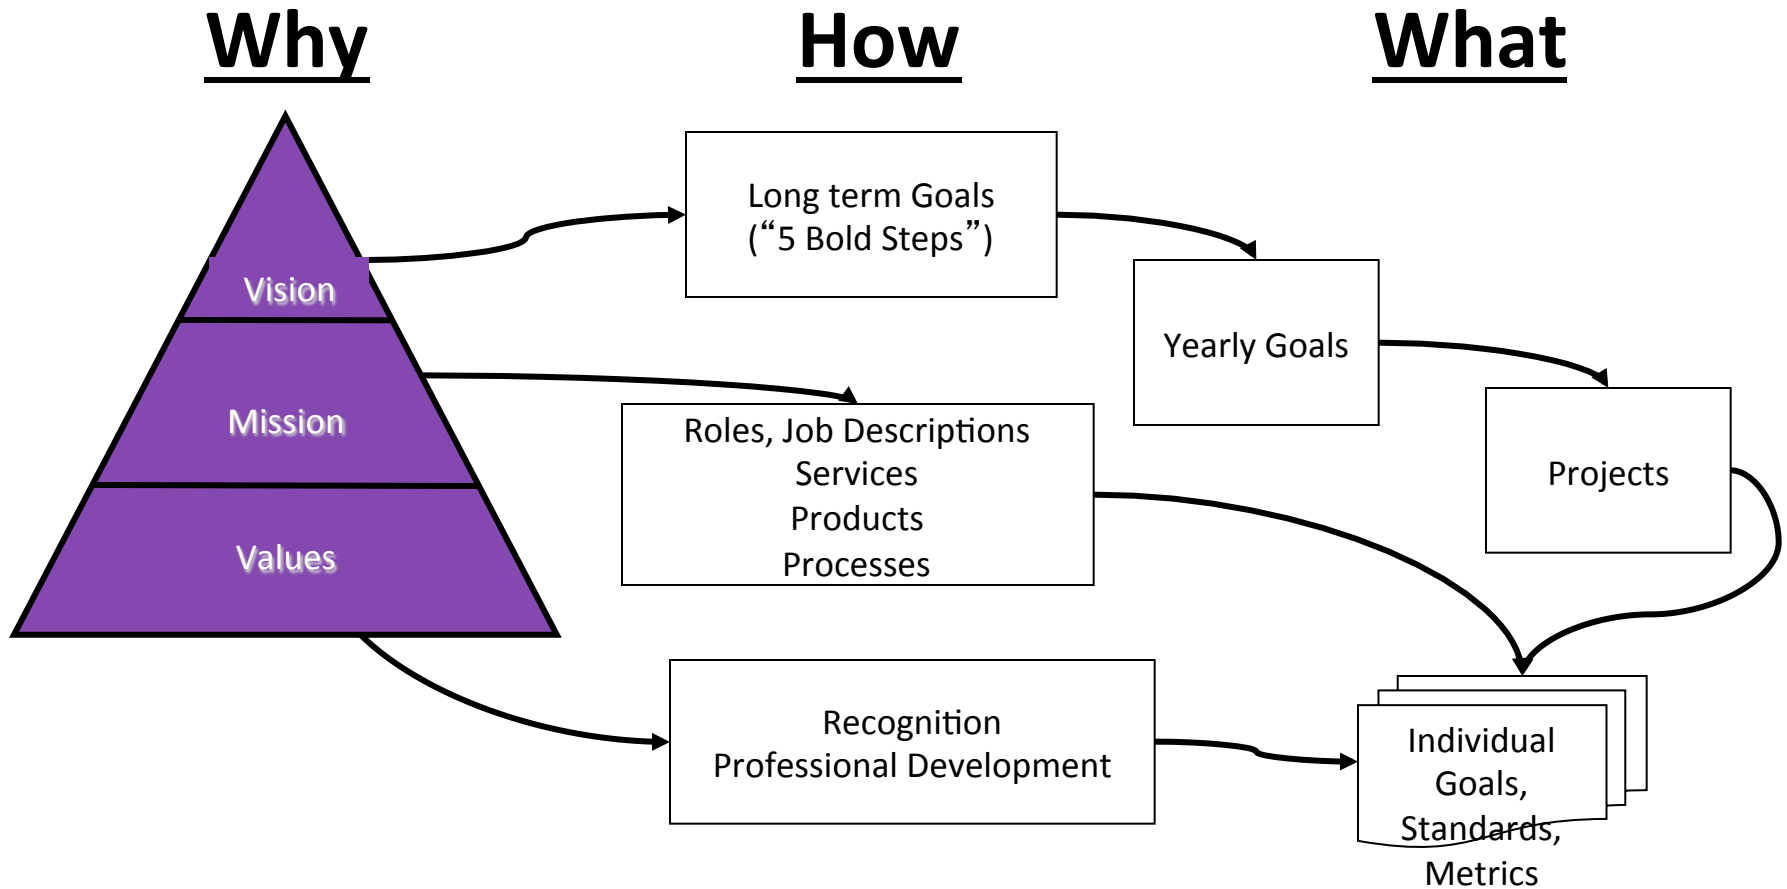 Why
How
What
Long term Goals
(“5 Bold Steps”)
Vision
Yearly Goals
Mission
Roles, Job Descriptions
Services
Products
Processes
Projects
Values
Recognition
Professional Development
Individual
Goals,
Standards,
Metrics